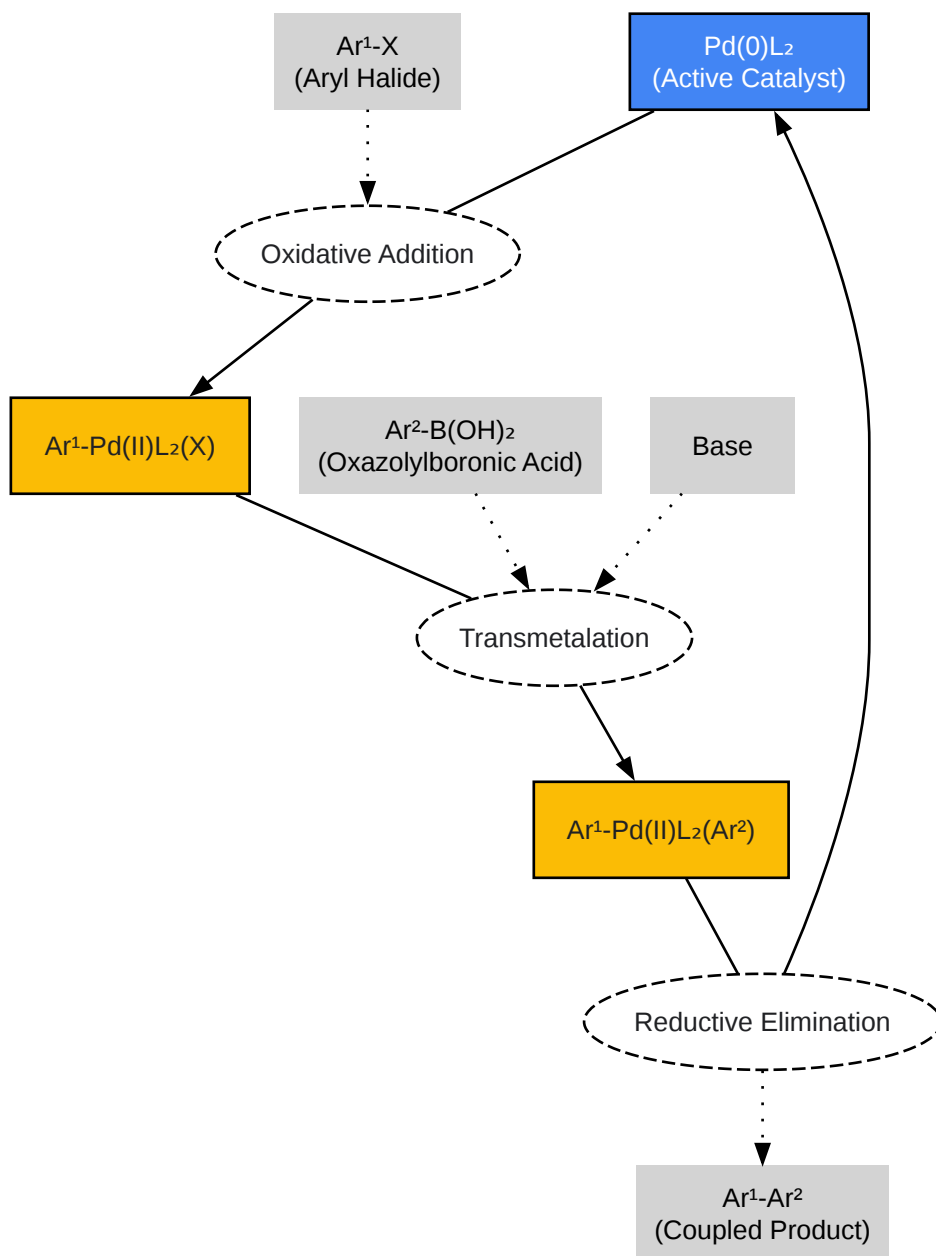 Ar¹-X
(Aryl Halide)
Pd(0)L₂
(Active Catalyst)
Oxidative Addition
Ar¹-Pd(II)L₂(X)
Ar²-B(OH)₂
(Oxazolylboronic Acid)
Base
Transmetalation
Ar¹-Pd(II)L₂(Ar²)
Reductive Elimination
Ar¹-Ar²
(Coupled Product)